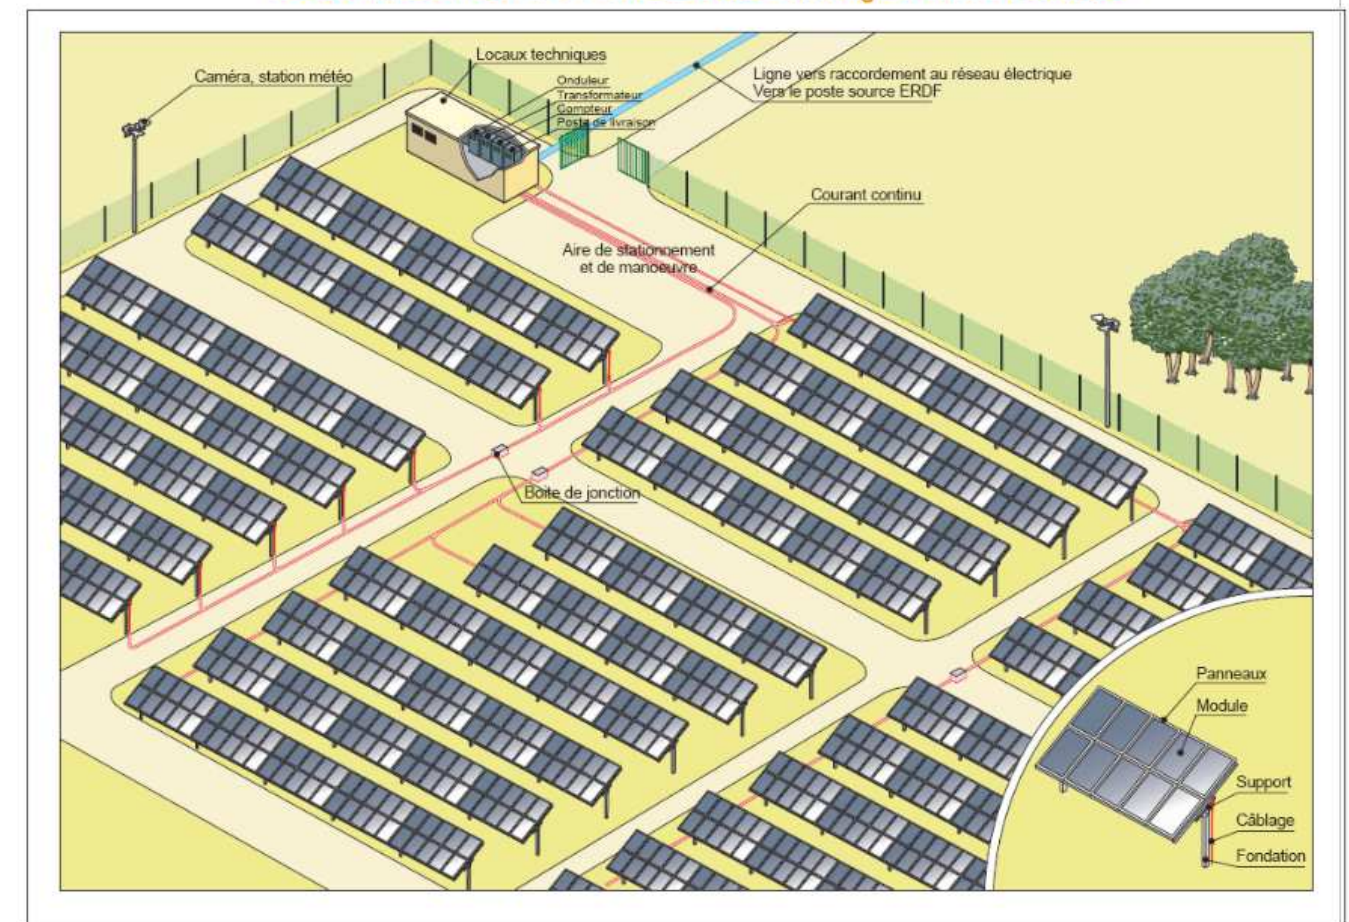 Locaux techniques
Caméra, station météo
Onduleur
Transformateur
Compteur
Poste de livraison
Ligne vers raccordement au réseau électrique
Vers le poste source ERDF
Courant continu
Aire de stationnement
et de manoeuvre
Boite de jonction
Panneaux
Module
Support
Câblage
Fondation